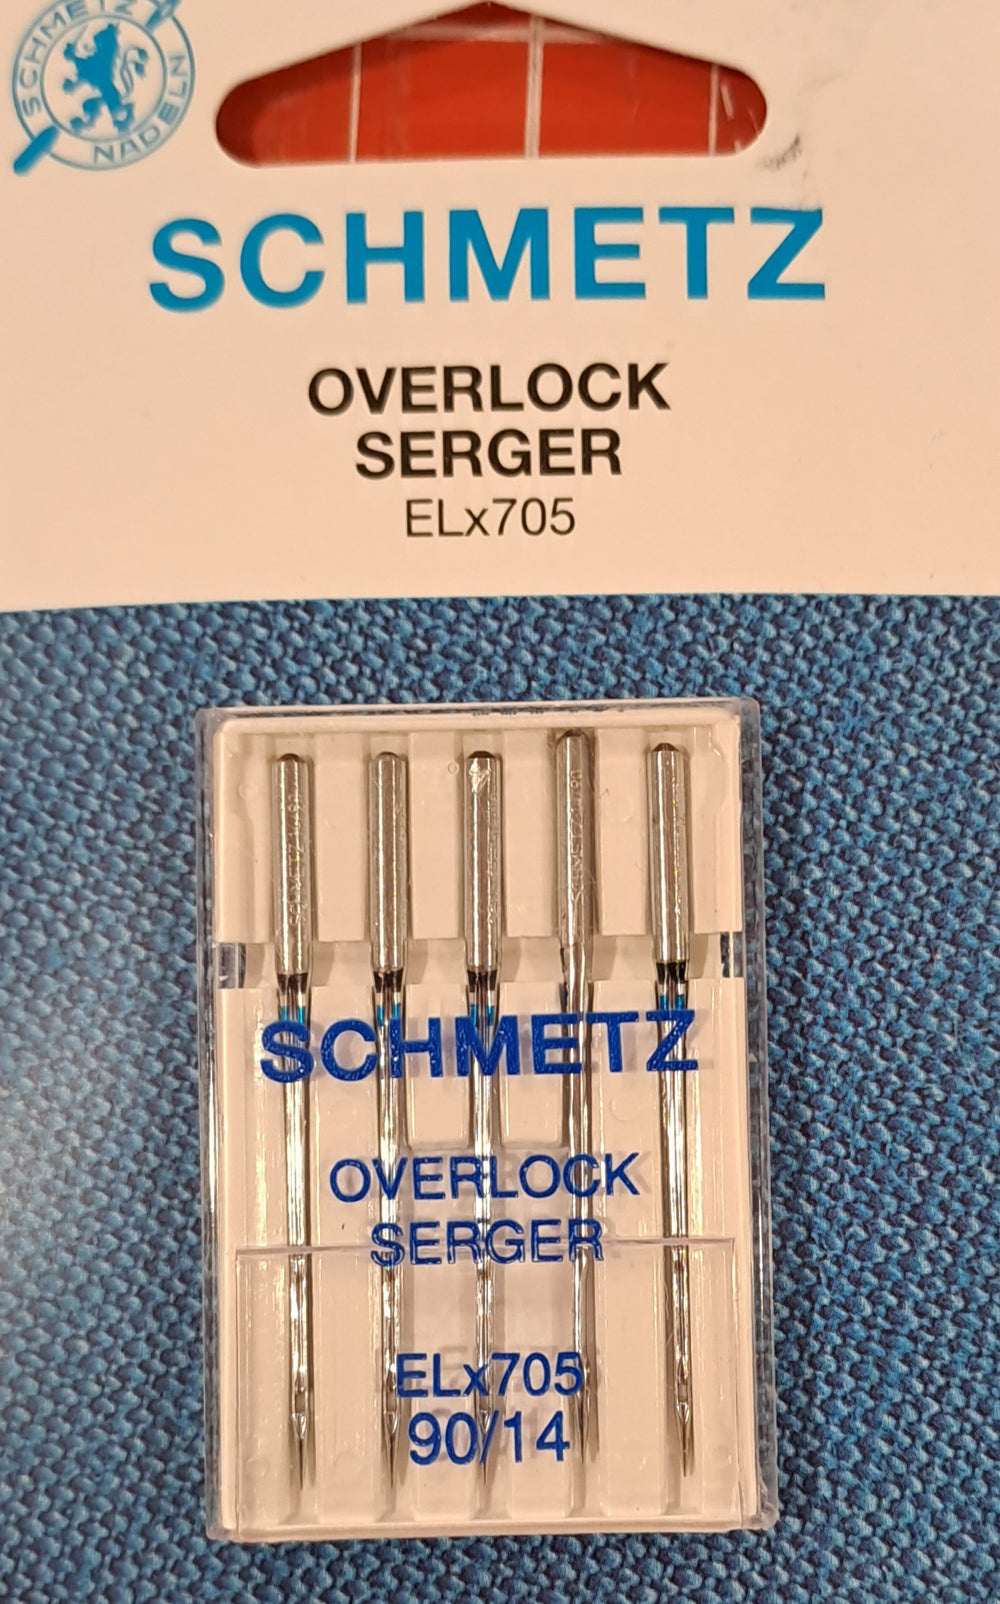 SCHMETZ
NADELN
SCHMETZ
OVERLOCK
SERGER
ELx705
SCHMETZ
OVERLOCK
SERGER
ELx705
90/14